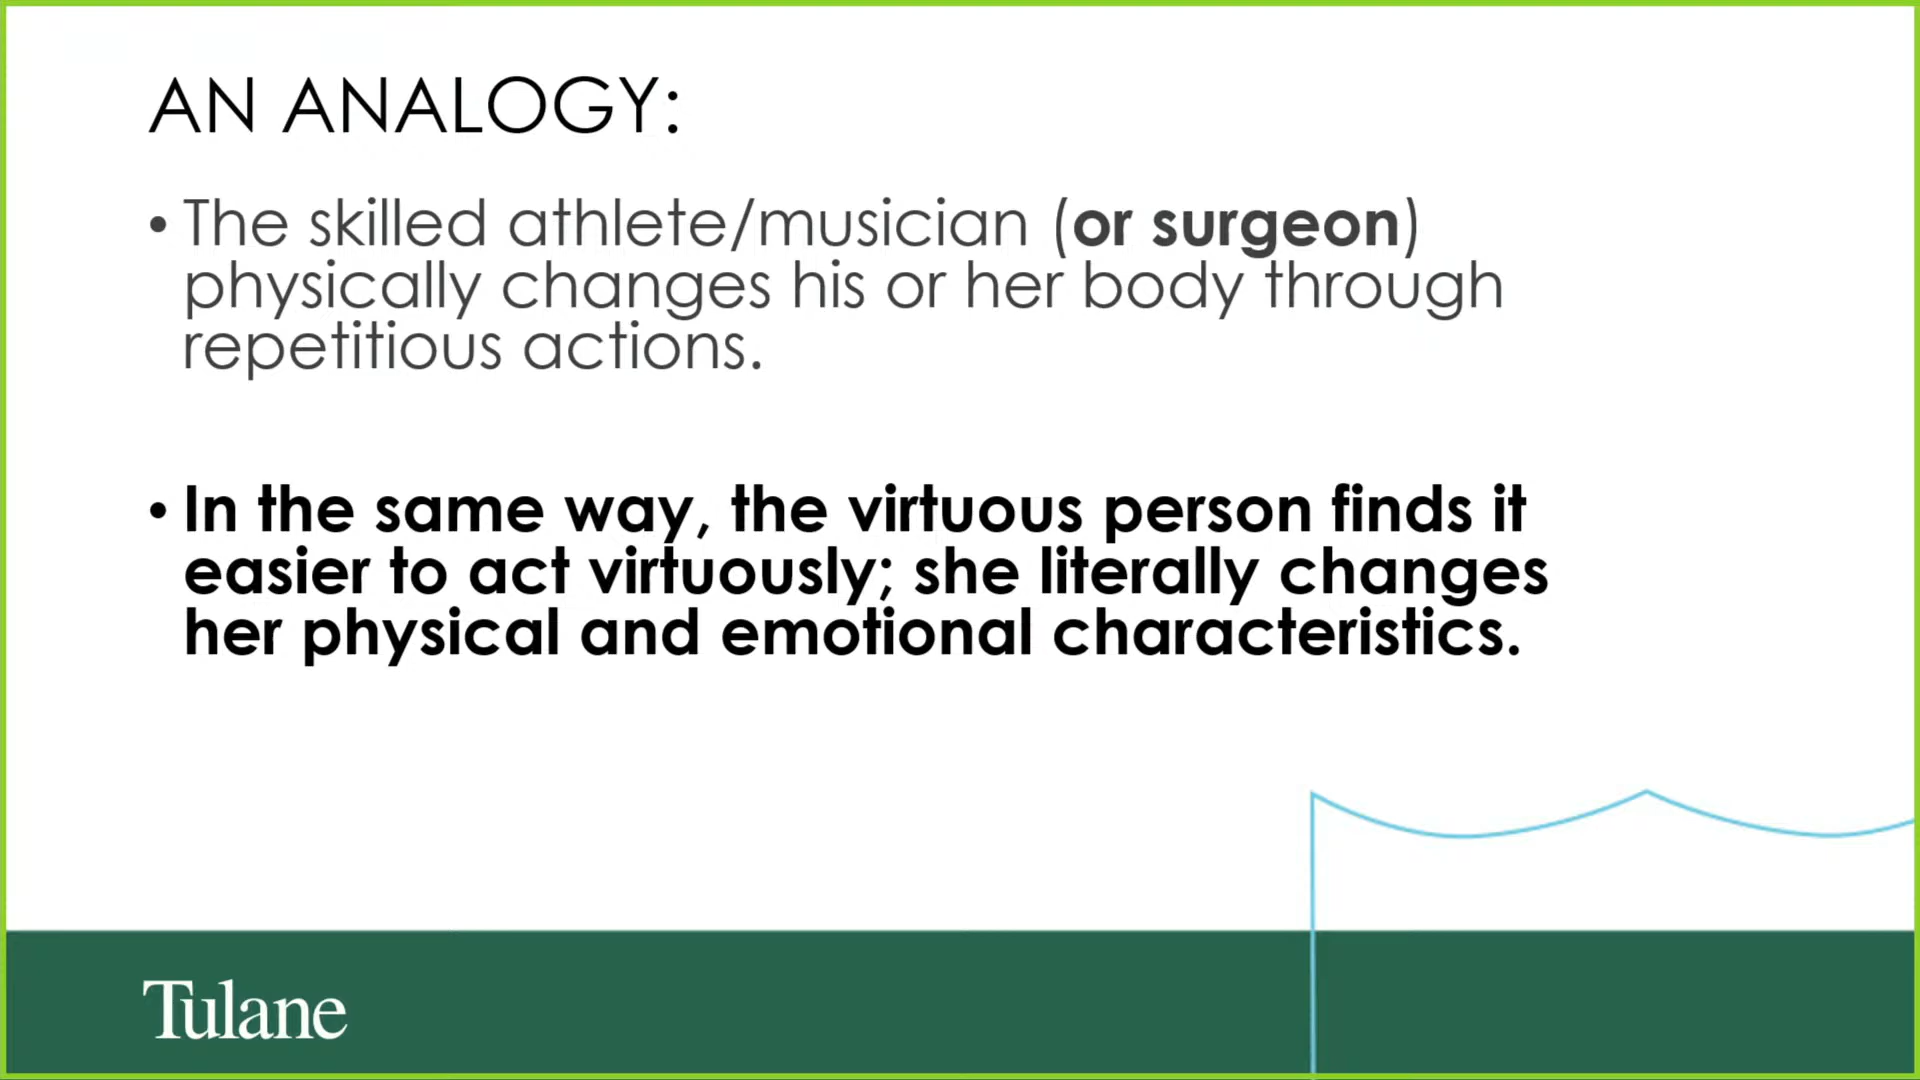 AN ANALOGY:
• The skilled athlete/musician (or surgeon)
physically changes his or her body through
repetitious actions.
• In the same way, the virtuous person finds it
easier to act virtuously; she literally changes
her physical and emotional characteristics.
Tulane